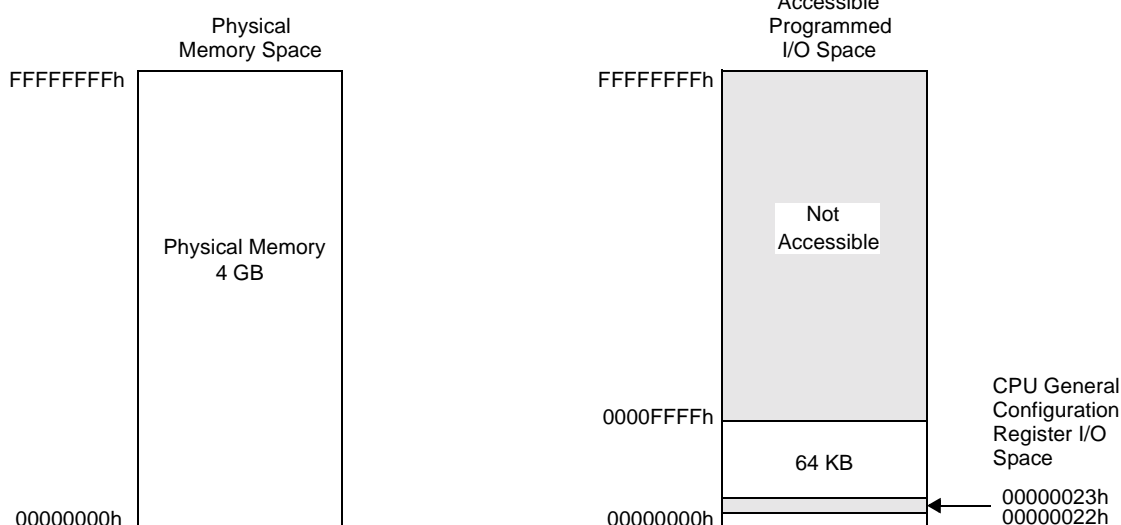 Physical
Memory Space
FFFFFFFFh
Physical Memory
4 GB
00000000h
Accessible
Programmed
I/O Space
FFFFFFFFh
Not
Accessible
0000FFFFh
64 KB
00000000h
CPU General
Configuration
Register I/O
Space
00000023h
00000022h